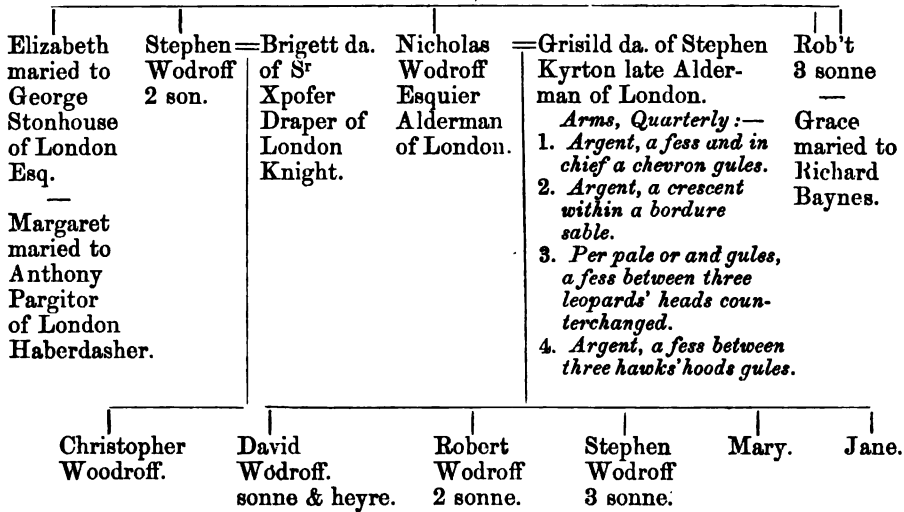 Elizabeth
maried to
George
Stonhouse
of London
Esq.
—
Margaret
maried to
Anthony
Pargitor
of London
Haberdasher.
Stephen
Wodroff
2 son.
=Brigett da.
of Sr
Xpofer
Draper of
London
Knight.
Nicholas
Wodroff
Esquier
Alderman
of London.
=Grisild da. of Stephen
Kyrton late Alder-
man of London.
Arms, Quarterly :—
1. Argent, a fess and in
chief a chevron gules.
2. Argent, a crescent
within a bordure
sable.
3. Per pale or and gules,
a fess between three
leopards' heads coun-
terchanged.
4. Argent, a fess between
three hawks' hoods gules.
Rob't
3 sonne
—
Grace
maried to
Richard
Baynes.
Christopher
Woodroff.
David
Wodroff.
sonne & heyre.
Robert
Wodroff
2 sonne.
Stephen
Wodroff
3 sonne.
Mary.
Jane.